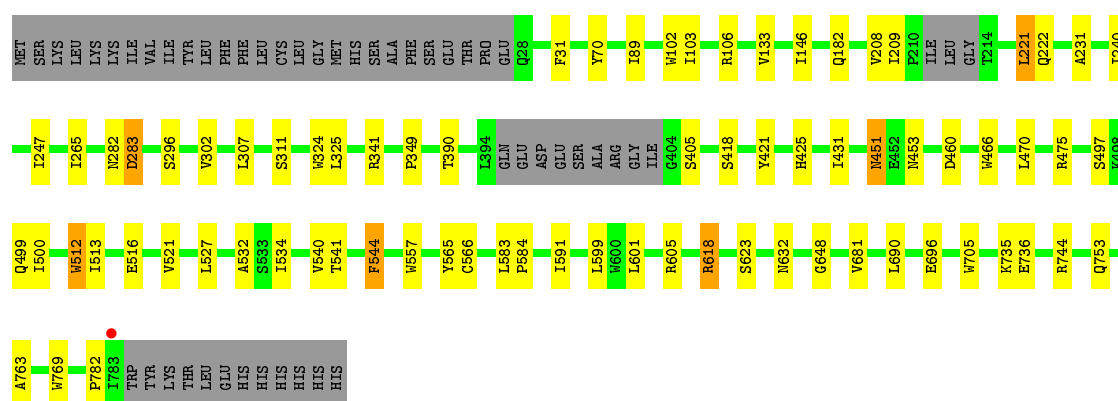 MET SER LYS LEU LYS LYS ILE VAL ILE TYR LEU PHE PHE LEU CYS LEU GLY MET HIS SER SER ALA PHE SER GLU THR PRO GLU Q28 F31 Y70 I89 W102 I103 R106 V133 I146 Q182 V208 I209 P210 ILE LEU GLY T214 L221 Q222 A231 I240
I247 I265 N282 D283 S296 V302 L307 S311 W324 L325 R341 P349 T390 L394 GLN GLU ASP GLU SER ALA ARG GLY ILE G404 S405 S418 Y421 H425 I431 N451 E452 N453 D460 W466 L470 R475 S497
Q499 I500 W512 I513 E516 V521 L527 A532 S533 I534 V540 T541 F544 W557 Y565 C566 L583 P584 I591 L599 W600 L601 R605 R618 S623 N632 G648 V681 L690 E696 W705 K735 E736 R744 Q753
A763 W769 P782 I783 TRP TYR LYS THR LEU GLU HIS HIS HIS HIS HIS HIS